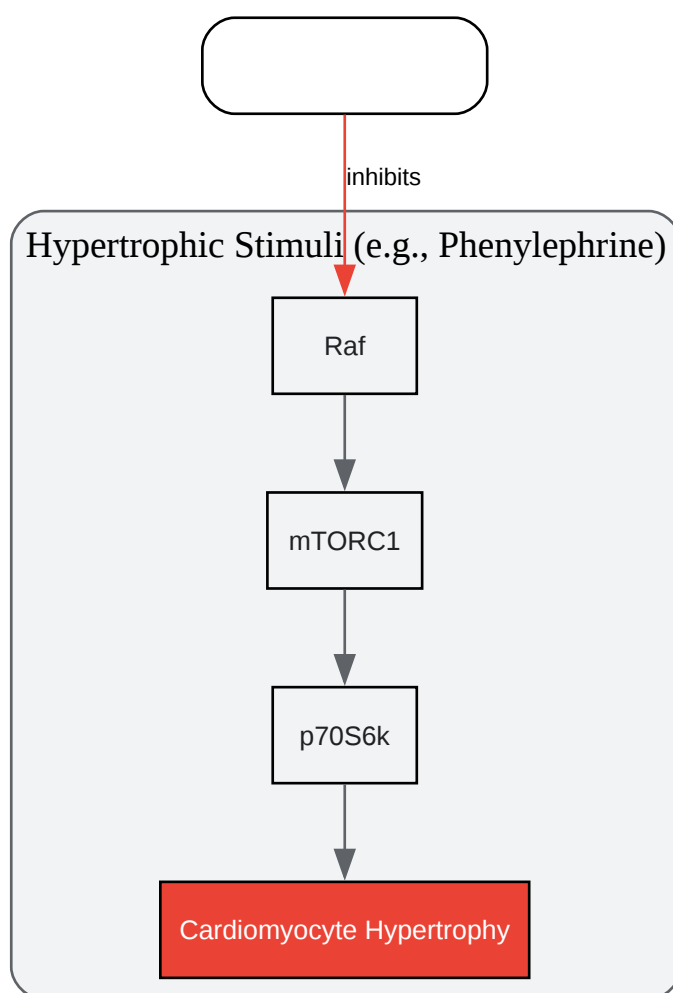 inhibits
Hypertrophic Stimuli (e.g., Phenylephrine)
Raf
mTORC1
p70S6k
Cardiomyocyte Hypertrophy